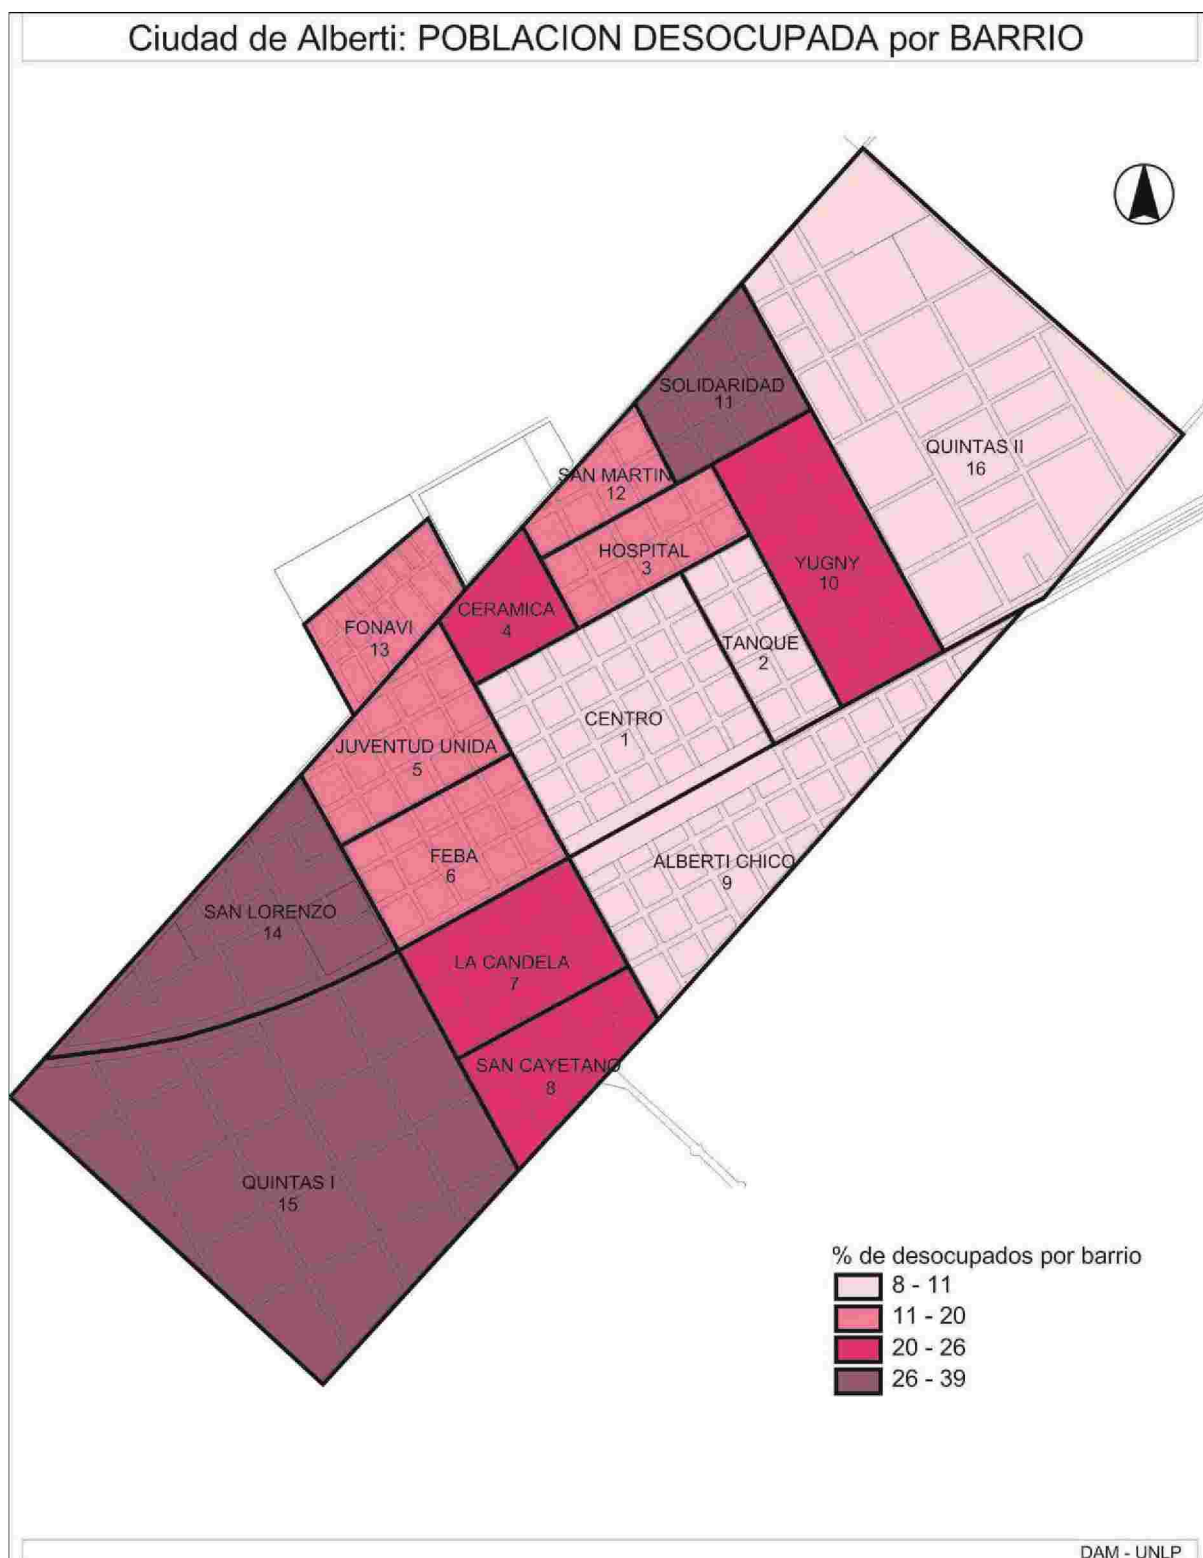 Ciudad de Alberti: POBLACION DESOCUPADA por BARRIO
SOLIDARIDAD
11
QUINTAS II
16
SAN MARTIN
12
HOSPITAL
3
YUGNY
10
CERAMICA
4
FONAVI
13
TANQUE
2
CENTRO
1
JUVENTUD UNIDA
5
FEBA
6
ALBERTI CHICO
9
SAN LORENZO
14
LA CANDELA
7
SAN CAYETANO
8
QUINTAS I
15
% de desocupados por barrio
8 - 11
11 - 20
20 - 26
26 - 39
DAM - UNLP